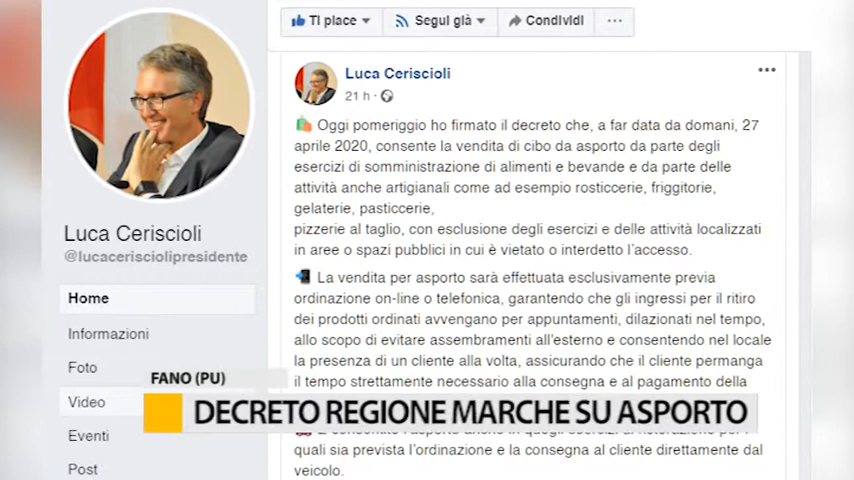 Ti place
Segui già
Condividi
Luca Ceriscioli
21 h
Oggi pomeriggio ho firmato il decreto che, a far data da domani, 27
aprile 2020, consente la vendita di cibo da asporto da parte degli
esercizi di somministrazione di alimenti e bevande e da parte delle
attività anche artigianali come ad esempio rosticcerie, friggitorie,
gelaterie, pasticcerie,
pizzerie al taglio, con esclusione degli esercizi e delle attività localizzati
in aree o spazi pubblici in cui è vietato o interdetto l'accesso.
La vendita per asporto sarà effettuata esclusivamente previa
ordinazione on-line o telefonica, garantendo che gli ingressi per il ritiro
dei prodotti ordinati avvengano per appuntamenti, dilazionati nel tempo,
allo scopo di evitare assembramenti all'esterno e consentendo nel locale
la presenza di un cliente alla volta, assicurando che il cliente permanga
il tempo strettamente necessario alla consegna e al pagamento della
quali sia prevista l'ordinazione e la consegna al cliente direttamente dal
veicolo.
Luca Ceriscioli
@lucacerisciolipresidente
Home
Informazioni
Foto
Video
Eventi
Post
FANO (PU)
DECRETO REGIONE MARCHE SU ASPORTO